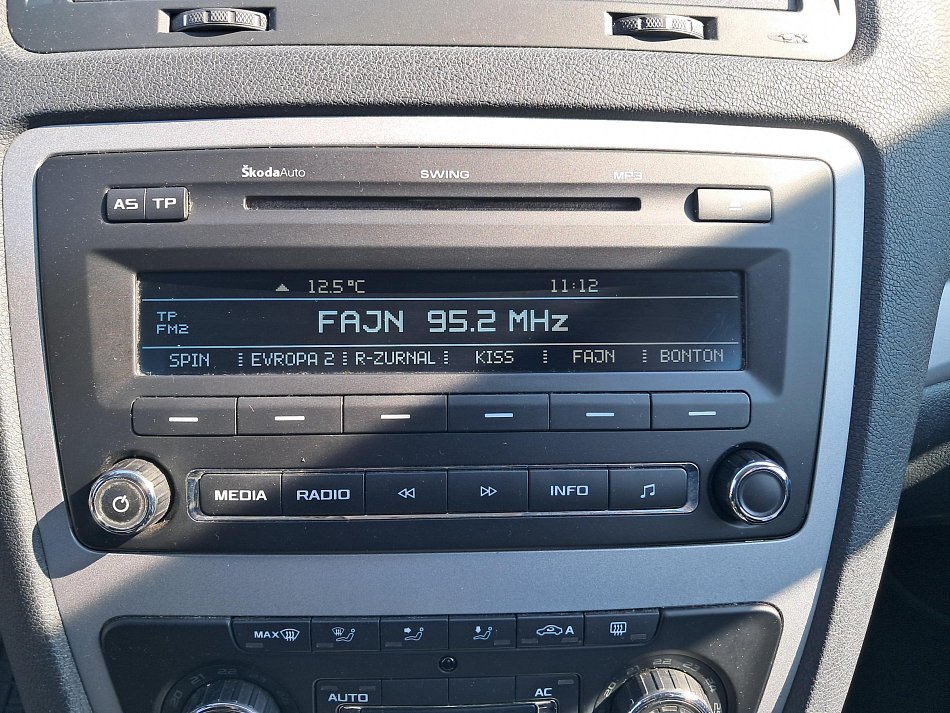 ŠkodaAuto SWING MP3
AS TP
12.5°C 11:12
TP
FM2
FAJN 95.2 MHz
SPIN EVROPA 2 R-ZURNAL KISS FAJN BONTON
MEDIA RADIO INFO
MAX A
AUTO AC